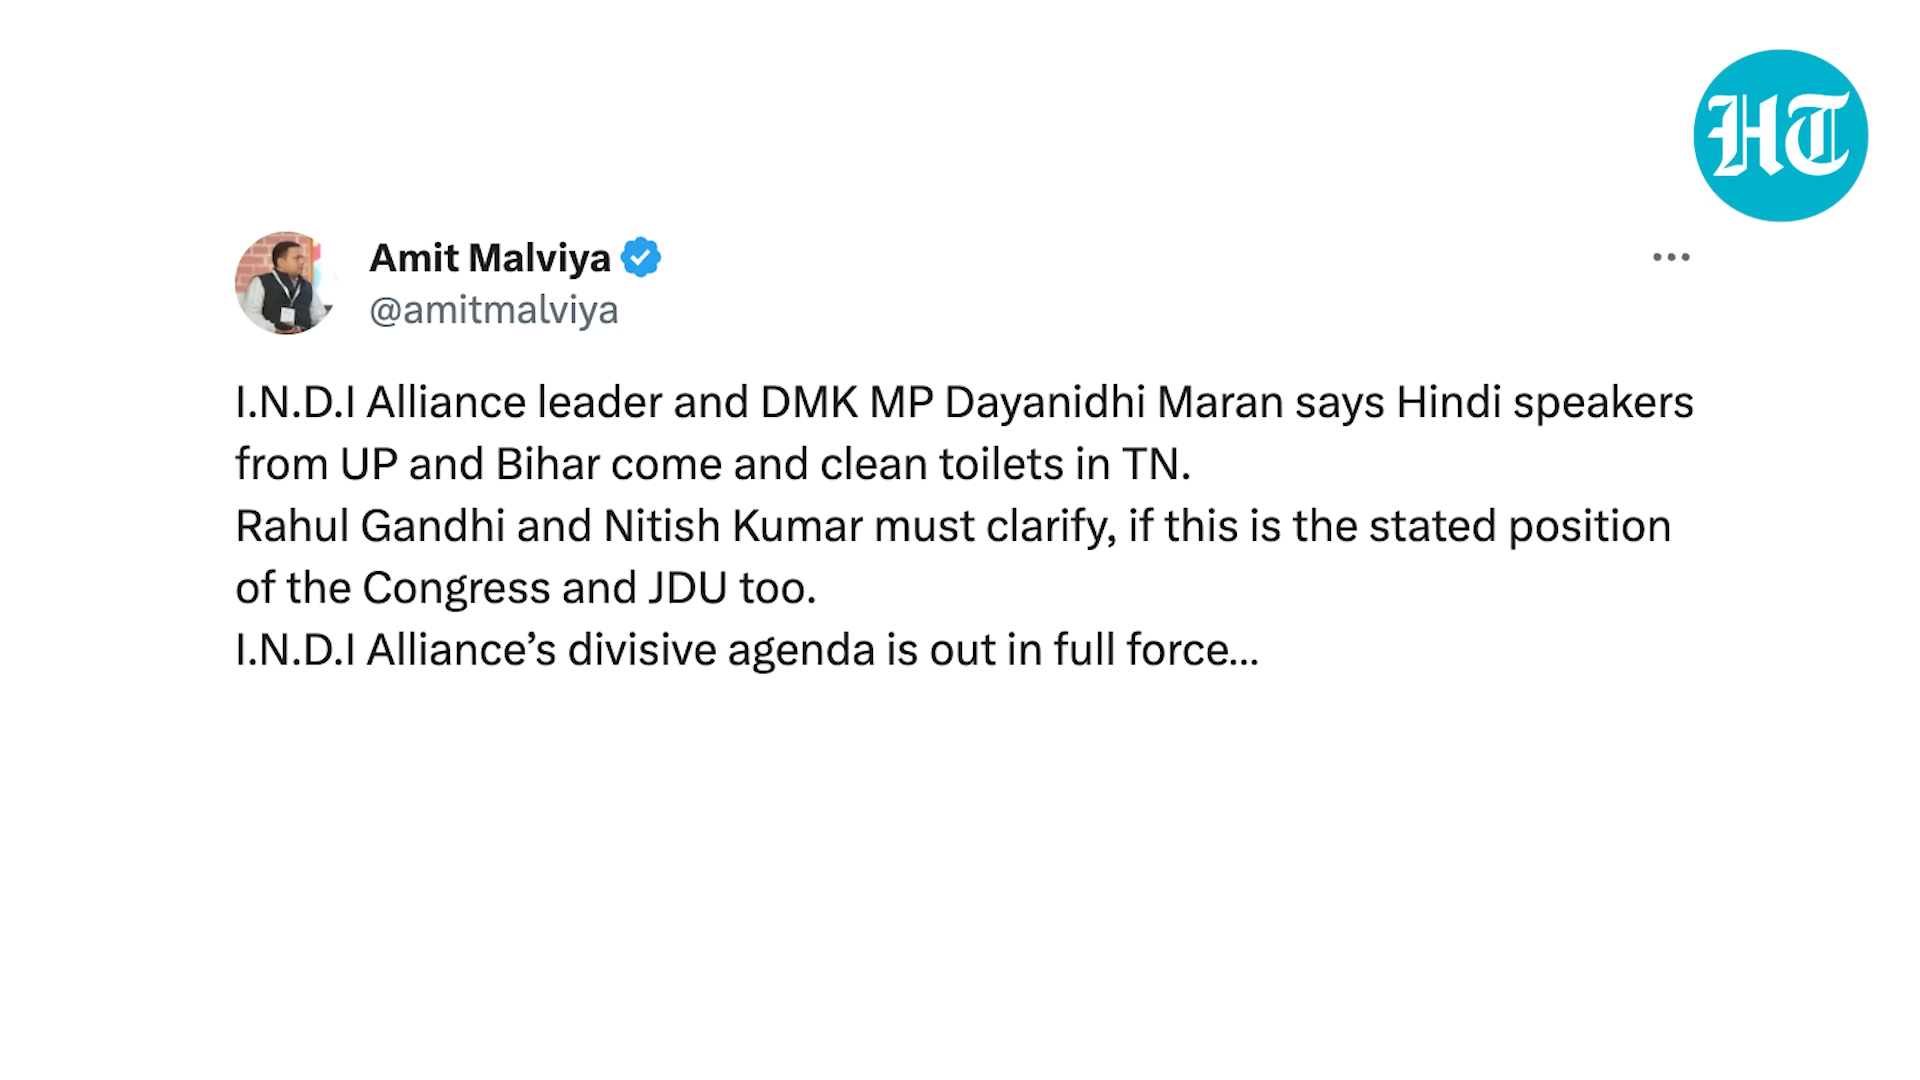 HT
Amit Malviya
@amitmalviya
I.N.D.I Alliance leader and DMK MP Dayanidhi Maran says Hindi speakers
from UP and Bihar come and clean toilets in TN.
Rahul Gandhi and Nitish Kumar must clarify, if this is the stated position
of the Congress and JDU too.
I.N.D.I Alliance’s divisive agenda is out in full force...